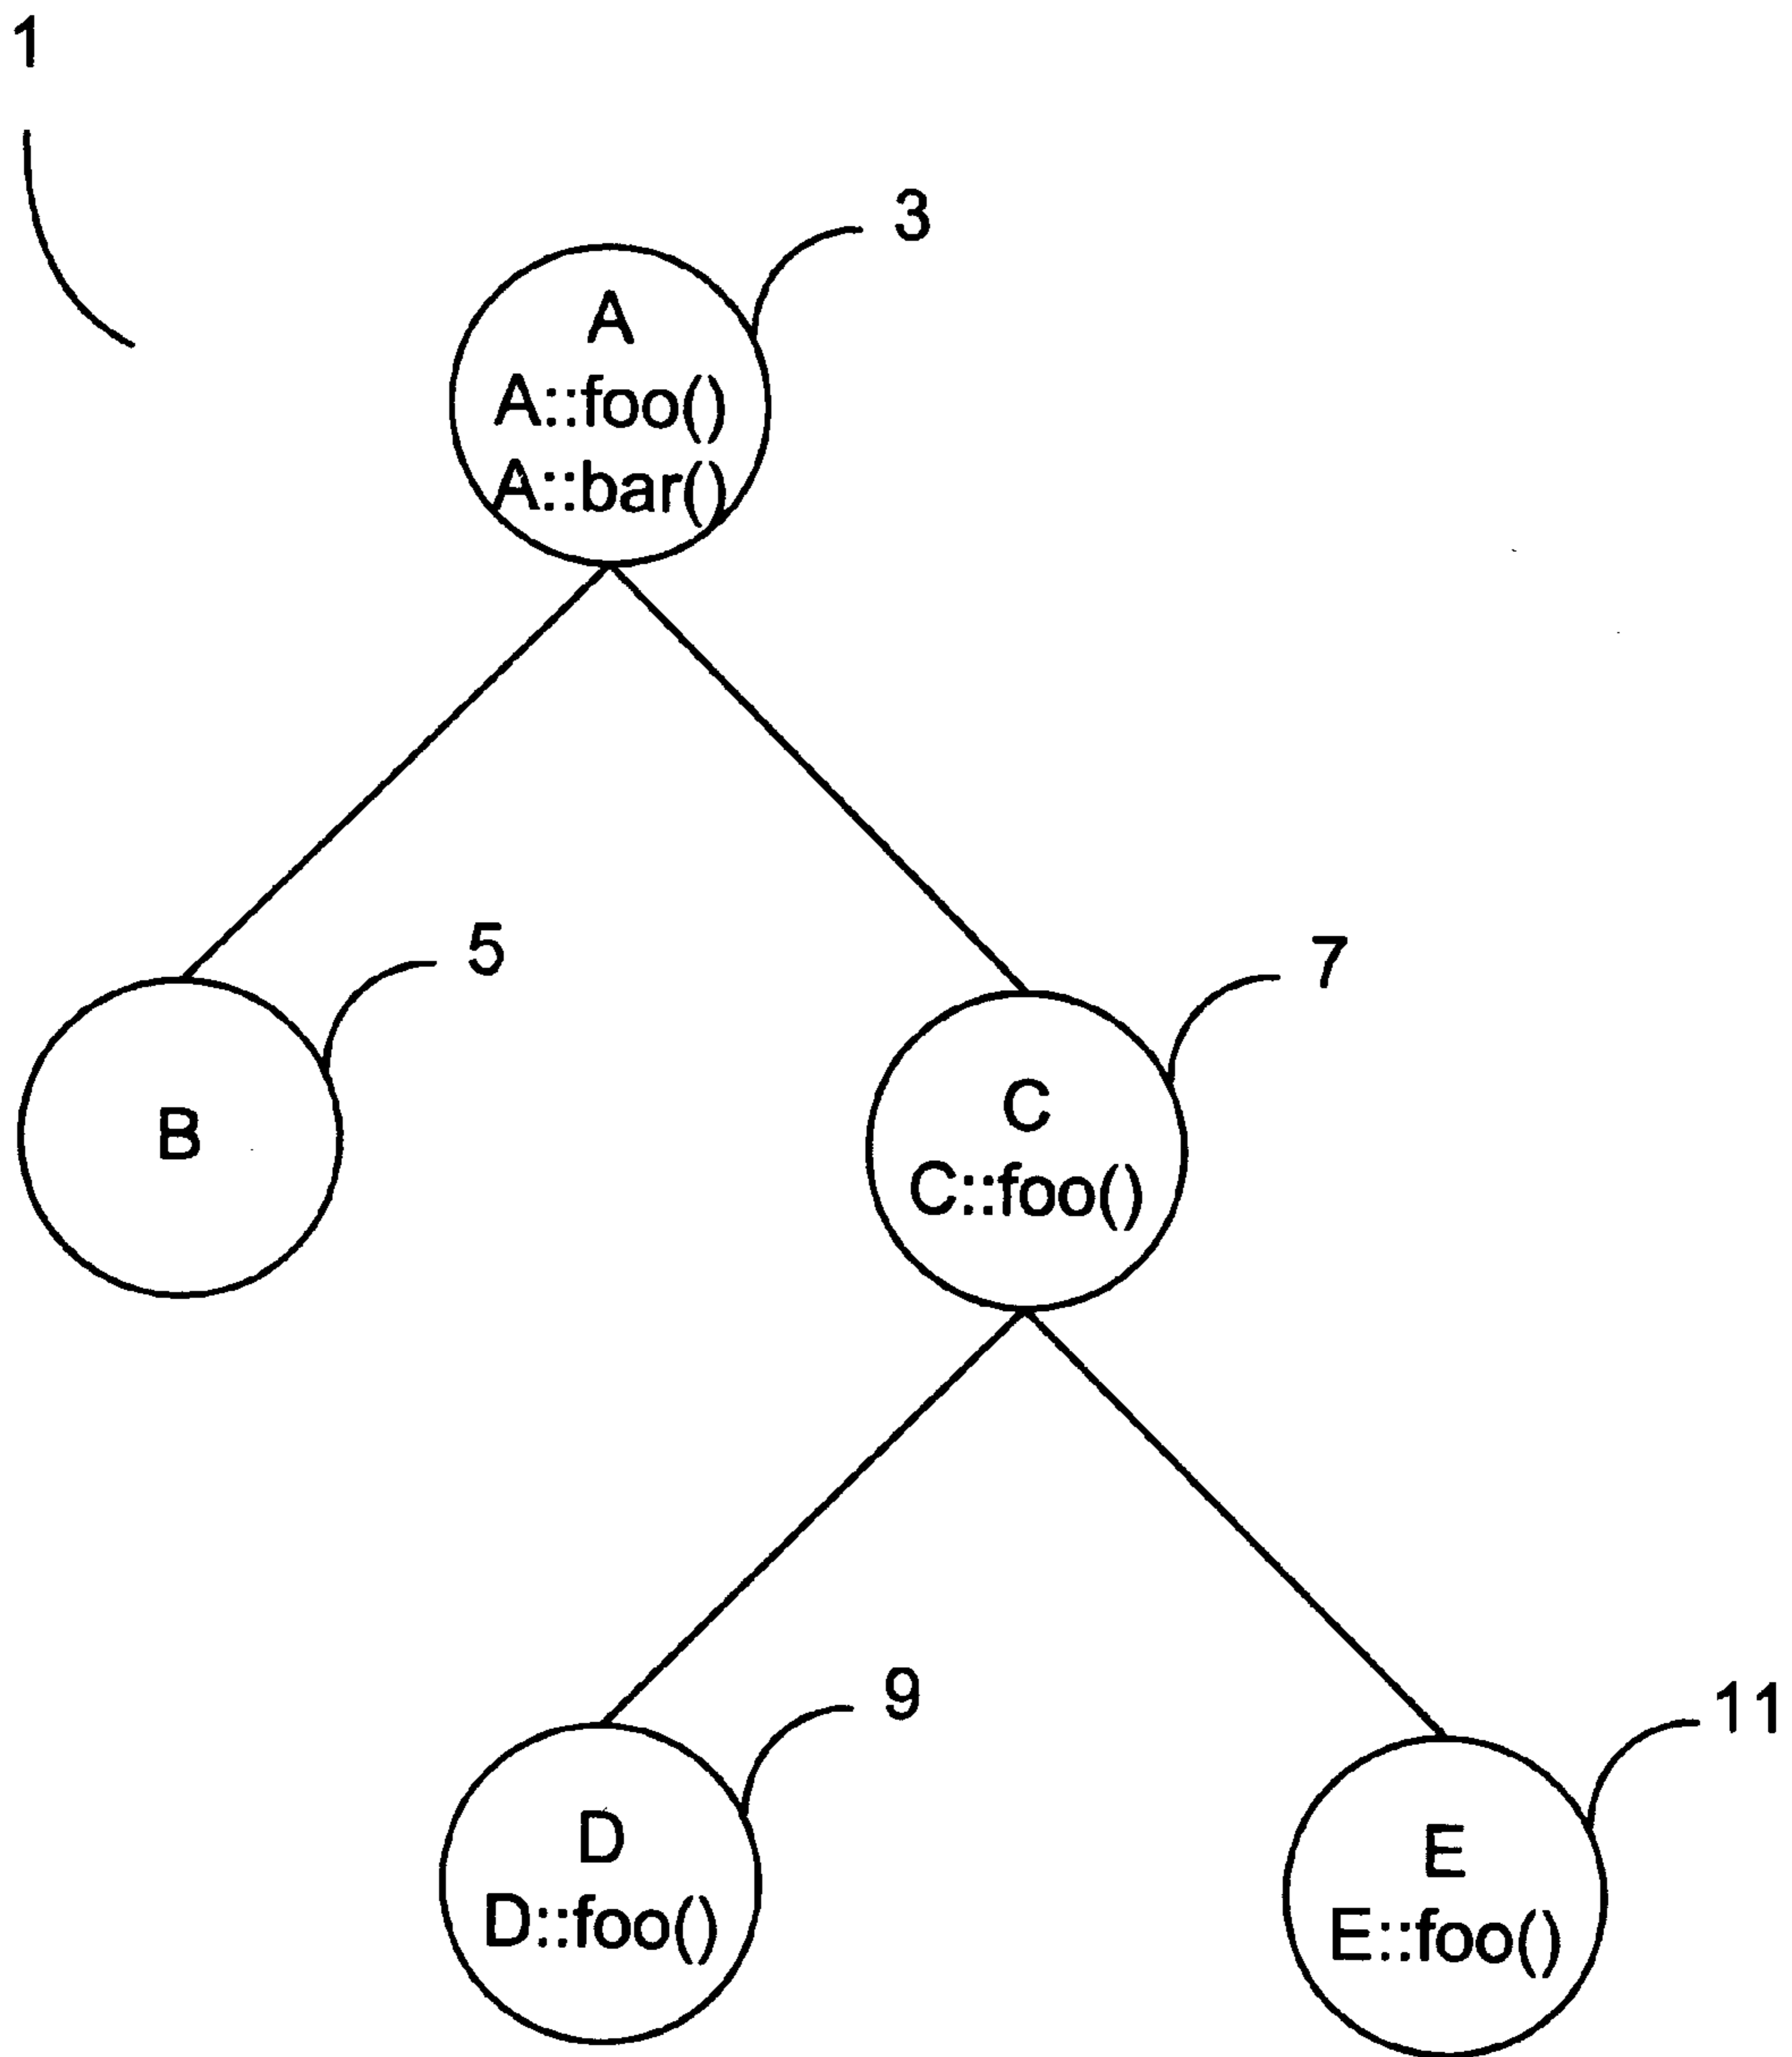 1
3
A
A::foo()
A::bar()
5
7
B
C
C::foo()
9
11
D
D::foo()
E
E::foo()